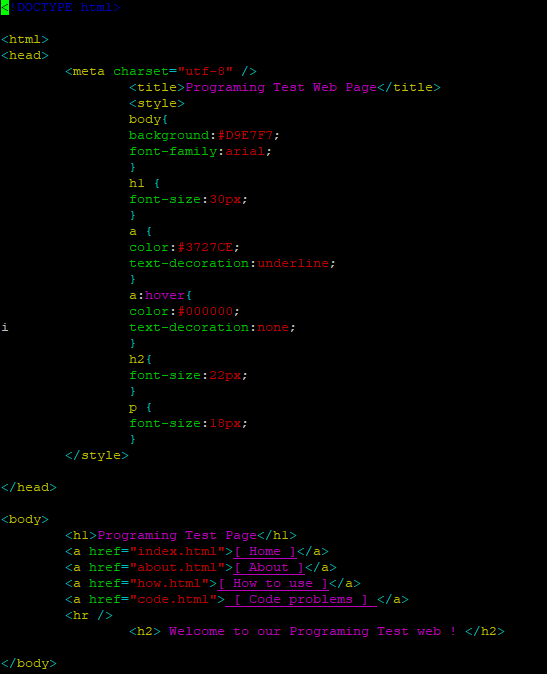 <!DOCTYPE html>
<html>
<head>
<meta charset="utf-8" />
<title>Programing Test Web Page</title>
<style>
body{
background:#D9E7F7;
font-family:arial;
}
h1 {
font-size:30px;
}
a {
color:#3727CE;
text-decoration:underline;
}
a:hover{
color:#000000;
i text-decoration:none;
}
h2{
font-size:22px;
}
p {
font-size:18px;
}
</style>
</head>
<body>
<h1>Programing Test Page</h1>
<a href="index.html">[ Home ]</a>
<a href="about.html">[ About ]</a>
<a href="how.html">[ How to use ]</a>
<a href="code.html"> [ Code problems ] </a>
<hr />
<h2> Welcome to our Programing Test web ! </h2>
</body>